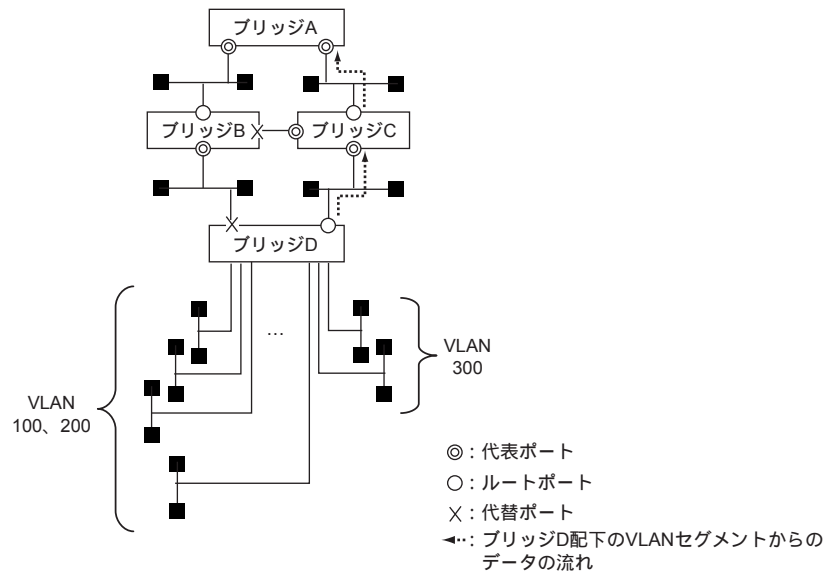 ブリッジA
ブリッジB
ブリッジC
ブリッジD
…
VLAN
300
VLAN
100、200
◎：代表ポート
○：ルートポート
×：代替ポート
◄‥：ブリッジD配下のVLANセグメントからの
データの流れ